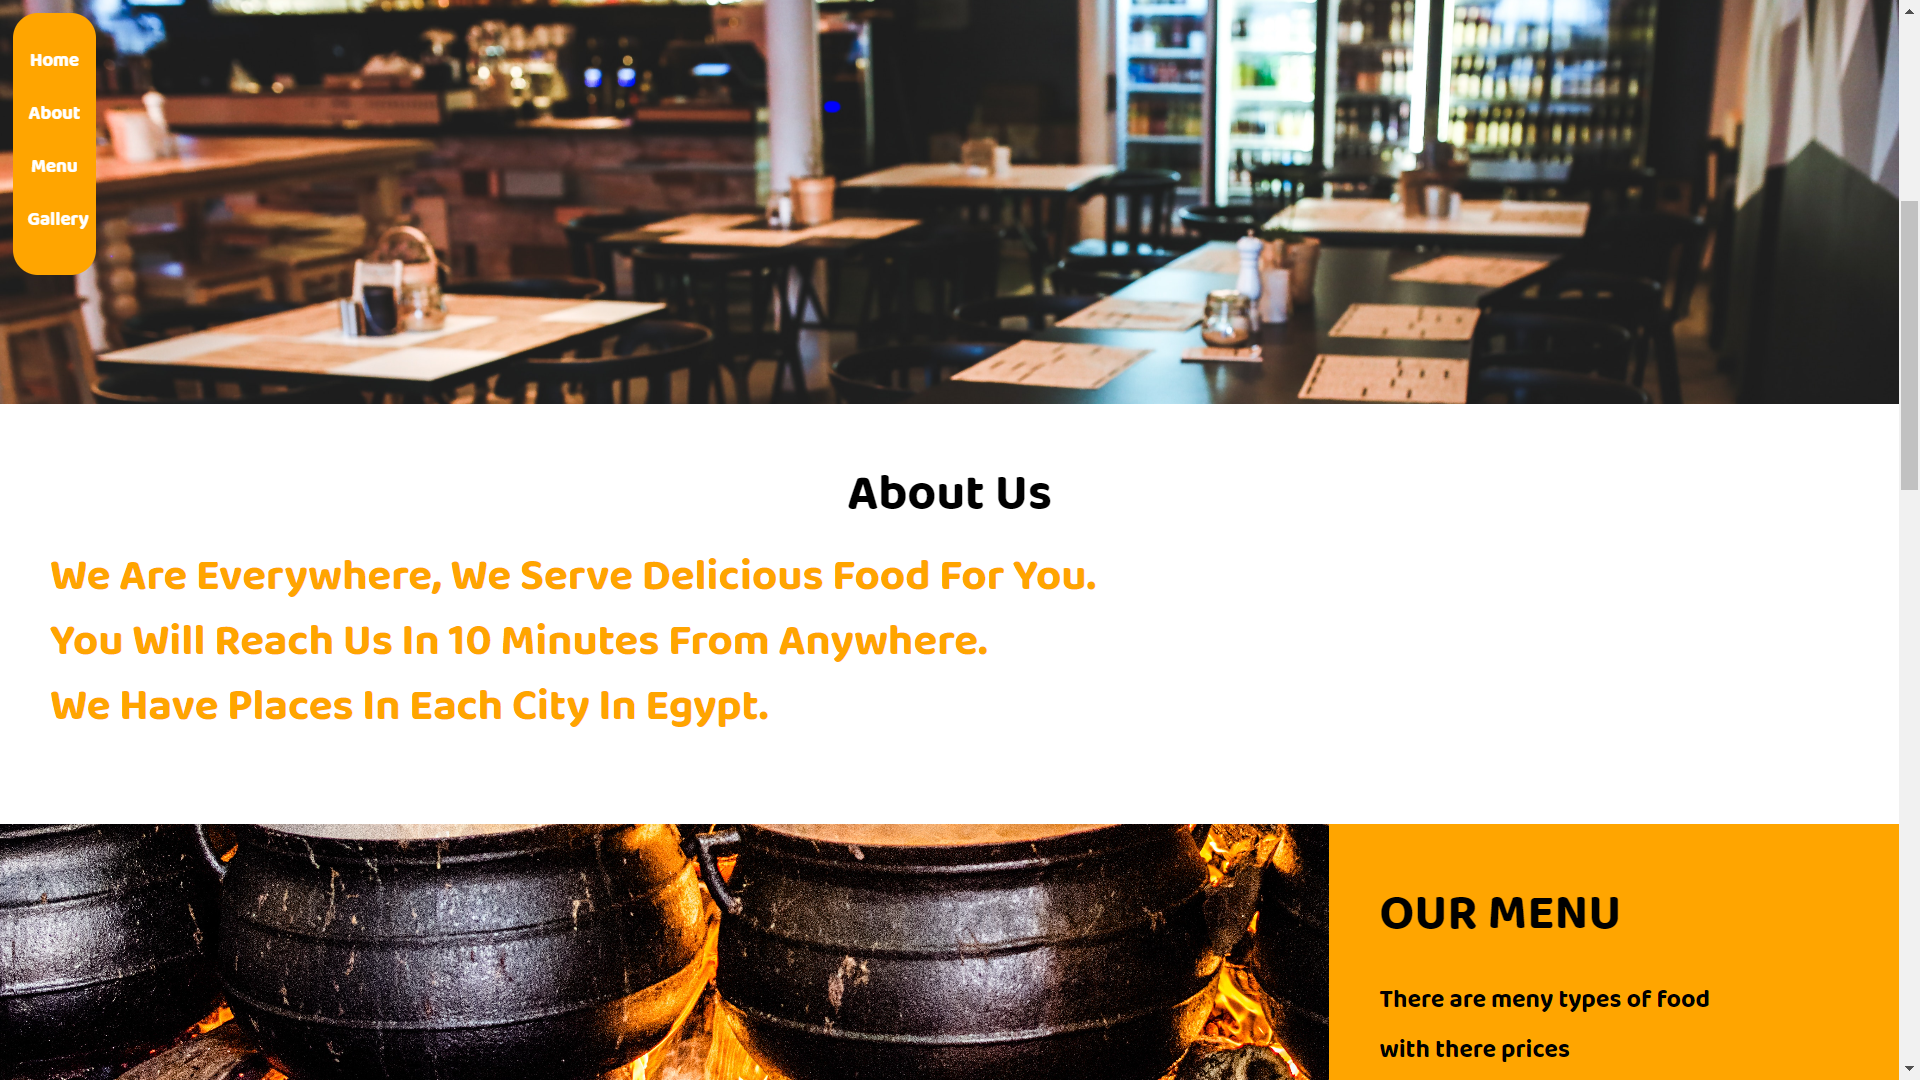 Home
About
Menu
Gallery
About Us
We Are Everywhere, We Serve Delicious Food For You.
You Will Reach Us In 10 Minutes From Anywhere.
We Have Places In Each City In Egypt.
OUR MENU
There are meny types of food
with there prices